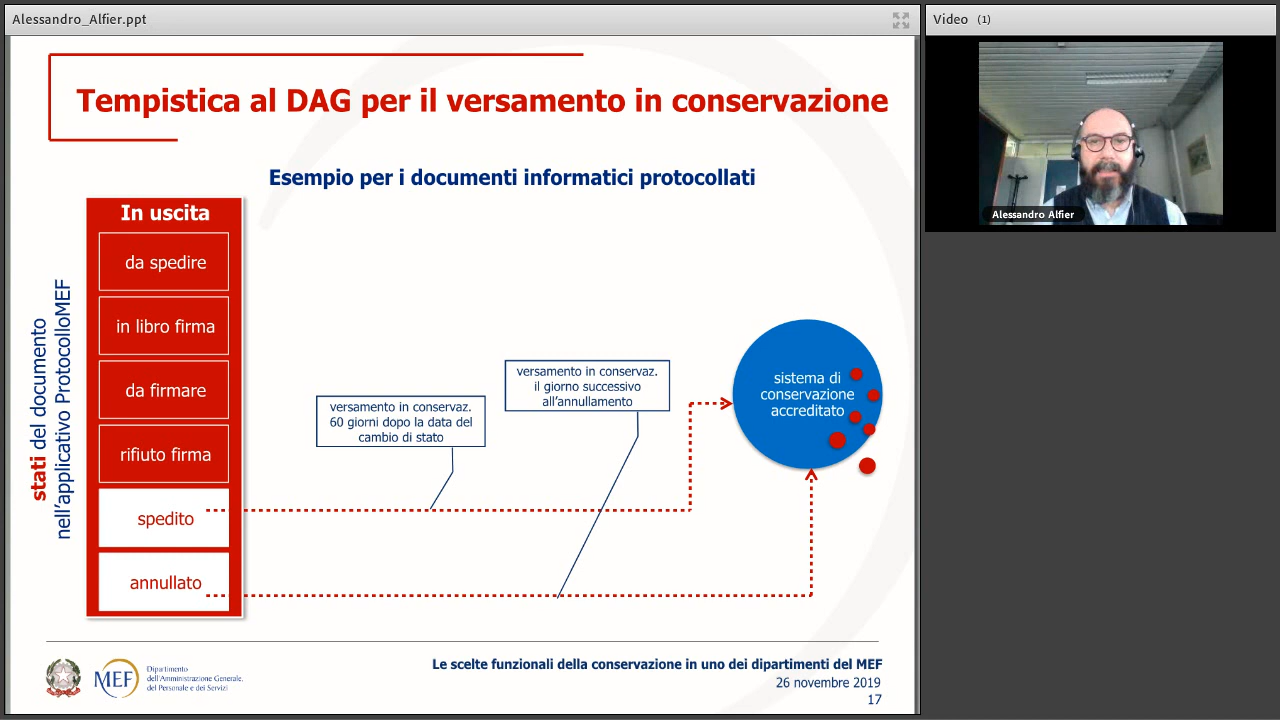 Alessandro_Alfier.ppt
Video (1)
Tempistica al DAG per il versamento in conservazione
Esempio per i documenti informatici protocollati
stati del documento
nell'applicativo ProtocolloMEF
In uscita
da spedire
in libro firma
da firmare
rifiuto firma
spedito
annullato
versamento in conservaz.
60 giorni dopo la data del
cambio di stato
versamento in conservaz.
il giorno successivo
all'annullamento
sistema di
conservazione
accreditato
Alessandro Alfier
MEF
Dipartimento
dell'Amministrazione Generale,
del Personale e dei Servizi
Le scelte funzionali della conservazione in uno dei dipartimenti del MEF
26 novembre 2019
17